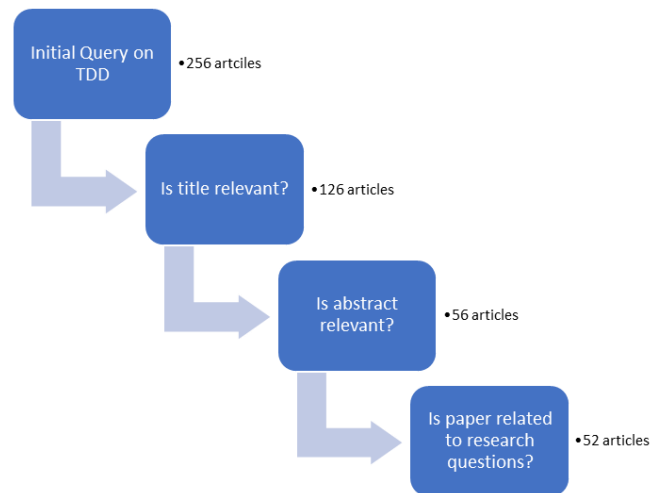 Initial Query on
TDD
•256 artciles
Is title relevant?
•126 articles
Is abstract
relevant?
•56 articles
Is paper related
to research
questions?
•52 articles